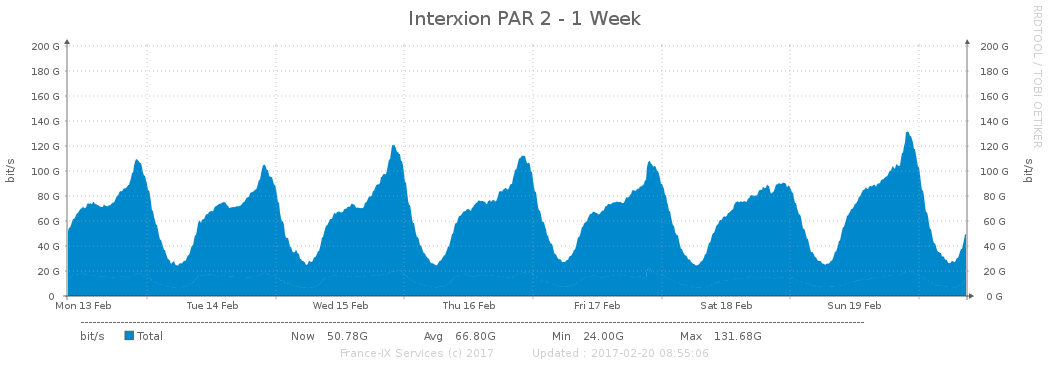 Interxion PAR 2 - 1 Week
RRDTOOL / TOBI OETIKER
200 G 200 G
180 G 180 G
160 G 160 G
140 G 140 G
120 G 120 G
100 G 100 G
80 G 80 G
60 G 60 G
40 G 40 G
20 G 20 G
0 0 G
bit/s
bit/s
Mon 13 Feb Tue 14 Feb Wed 15 Feb Thu 16 Feb Fri 17 Feb Sat 18 Feb Sun 19 Feb
bit/s Total Now 50.78G Avg 66.80G Min 24.00G Max 131.68G
France-IX Services (c) 2017 Updated : 2017-02-20 08:55:06